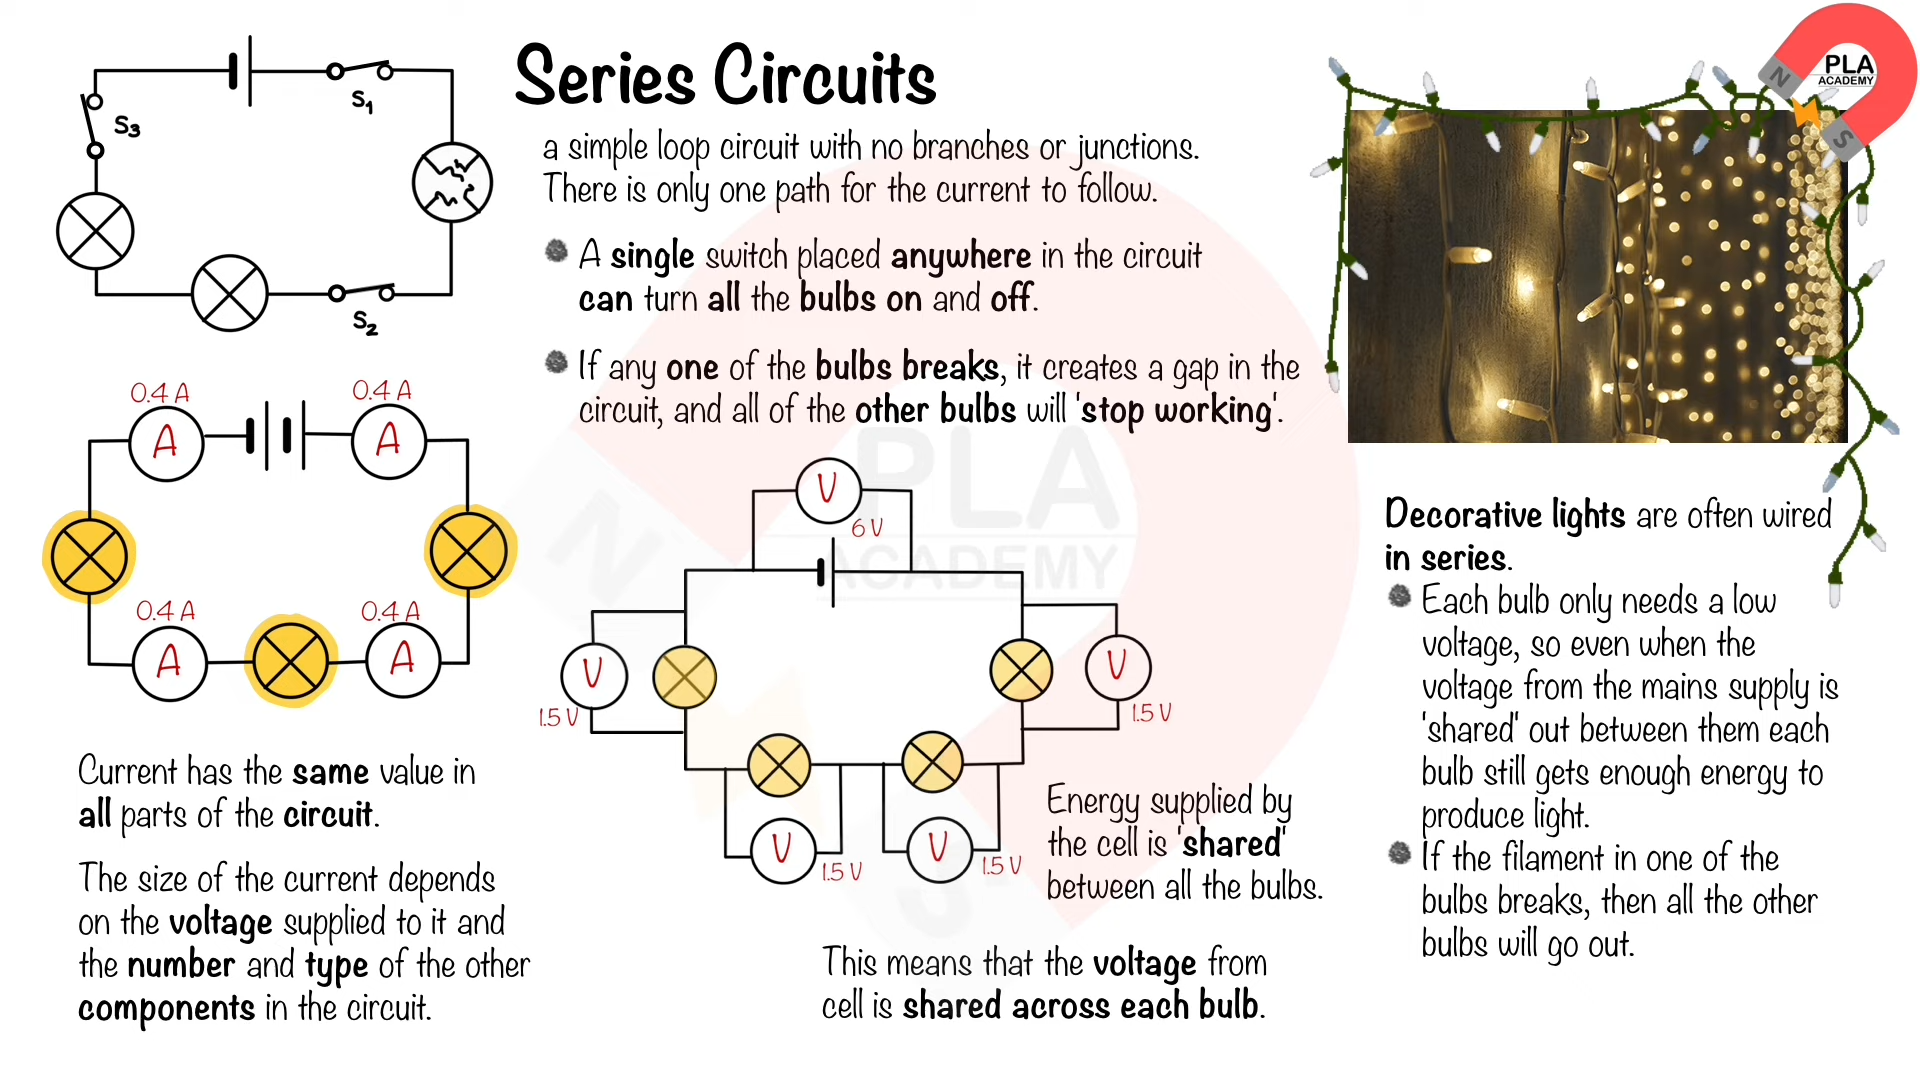 Series Circuits
a simple loop circuit with no branches or junctions.
There is only one path for the current to follow.
A single switch placed anywhere in the circuit
can turn all the bulbs on and off.
If any one of the bulbs breaks, it creates a gap in the
circuit, and all of the other bulbs will 'stop working'.
S1
S3
S2
0.4 A
0.4 A
A
A
0.4 A
0.4 A
A
A
Current has the same value in
all parts of the circuit.
The size of the current depends
on the voltage supplied to it and
the number and type of the other
components in the circuit.
V
6 V
V
1.5 V
V
1.5 V
V
1.5 V
V
1.5 V
Energy supplied by
the cell is 'shared'
between all the bulbs.
This means that the voltage from
cell is shared across each bulb.
N
PLA
ACADEMY
S
Decorative lights are often wired
in series.
Each bulb only needs a low
voltage, so even when the
voltage from the mains supply is
'shared' out between them each
bulb still gets enough energy to
produce light.
If the filament in one of the
bulbs breaks, then all the other
bulbs will go out.
N
PLA
ACADEMY
S